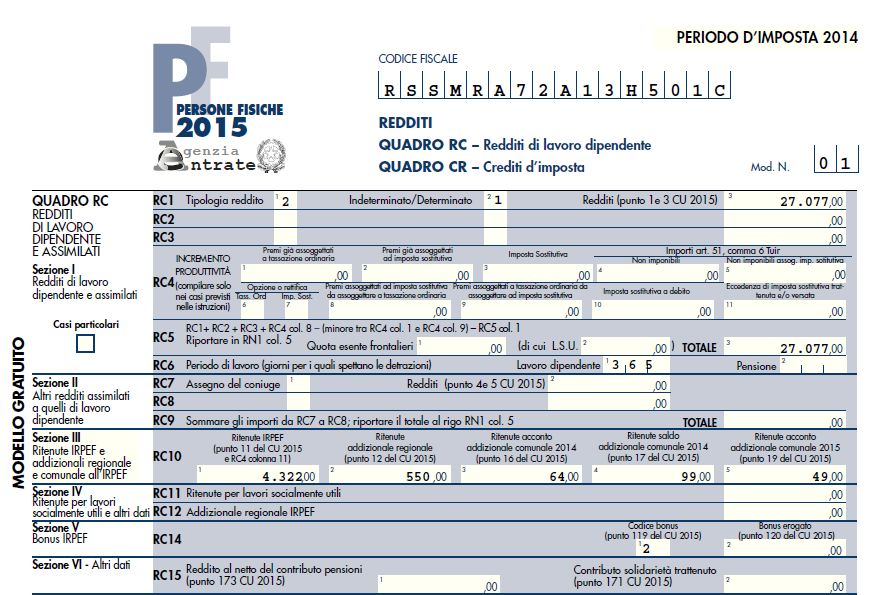 PERIODO D'IMPOSTA 2014
CODICE FISCALE
R S S M R A 7 2 A 1 3 H 5 0 1 C
PF
PERSONE FISICHE
2015
Agenzia
Entrate
REDDITI
QUADRO RC – Redditi di lavoro dipendente
QUADRO CR – Crediti d'imposta
Mod. N. 0 1
MODELLO GRATUITO
QUADRO RC
REDDITI
DI LAVORO
DIPENDENTE
E ASSIMILATI
Sezione I
Redditi di lavoro
dipendente e assimilati
Casi particolari
RC1 Tipologia reddito 1 2 Indeterminato/Determinato 2 1 Redditi (punto 1 e 3 CU 2015) 3 27.077,00
RC2 ,00
RC3 ,00
RC4 INCREMENTO
PRODUTTIVITÀ
(compilare solo
nei casi previsti
nelle istruzioni)
Premi già assoggettati
a tassazione ordinaria
1 ,00
Premi già assoggettati
ad imposta sostitutiva
2 ,00
Imposta Sostitutiva
3 ,00
Importi art. 51, comma 6 Tuir
Non imponibili
4 ,00
Non imponibili assog. imp. sotitutiva
5 ,00
Opzione o rettifica
Tass. Ord Imp. Sost.
6 7
Premi assoggettati ad imposta sostitutiva
da assoggettare a tassazione ordinaria
8 ,00
Premi assoggettati a tassazione ordinaria da
assoggettare ad imposta sostitutiva
9 ,00
Imposta sostitutiva a debito
10 ,00
Eccedenza di imposta sostitutiva trat-
tenuta e/o versata
11 ,00
RC5 RC1+ RC2 + RC3 + RC4 col. 8 – (minore tra RC4 col. 1 e RC4 col. 9) – RC5 col. 1
Riportare in RN1 col. 5 Quota esente frontalieri 1 ,00 (di cui L.S.U. 2 ,00 ) TOTALE 3 27.077,00
RC6 Periodo di lavoro (giorni per i quali spettano le detrazioni) Lavoro dipendente 1 3 6 5 Pensione 2
Sezione II
Altri redditi assimilati
a quelli di lavoro
dipendente
RC7 Assegno del coniuge 1 Redditi (punto 4e 5 CU 2015) 2 ,00
RC8 ,00
RC9 Sommare gli importi da RC7 a RC8; riportare il totale al rigo RN1 col. 5 TOTALE ,00
Sezione III
Ritenute IRPEF e
addizionali regionale
e comunale all'IRPEF
RC10
Ritenute IRPEF
(punto 11 del CU 2015
e RC4 colonna 11)
1 4.322,00
Ritenute
addizionale regionale
(punto 12 del CU 2015)
2 550,00
Ritenute acconto
addizionale comunale 2014
(punto 16 del CU 2015)
3 64,00
Ritenute saldo
addizionale comunale 2014
(punto 17 del CU 2015)
4 99,00
Ritenute acconto
addizionale comunale 2015
(punto 19 del CU 2015)
5 49,00
Sezione IV
Ritenute per lavori
socialmente utili e altri dati
RC11 Ritenute per lavori socialmente utili ,00
RC12 Addizionale regionale IRPEF ,00
Sezione V
Bonus IRPEF
RC14
Codice bonus
(punto 119 del CU 2015)
1 2
Bonus erogato
(punto 120 del CU 2015)
2 ,00
Sezione VI - Altri dati
RC15 Reddito al netto del contributo pensioni
(punto 173 CU 2015)
1 ,00
Contributo solidarietà trattenuto
(punto 171 CU 2015)
2 ,00